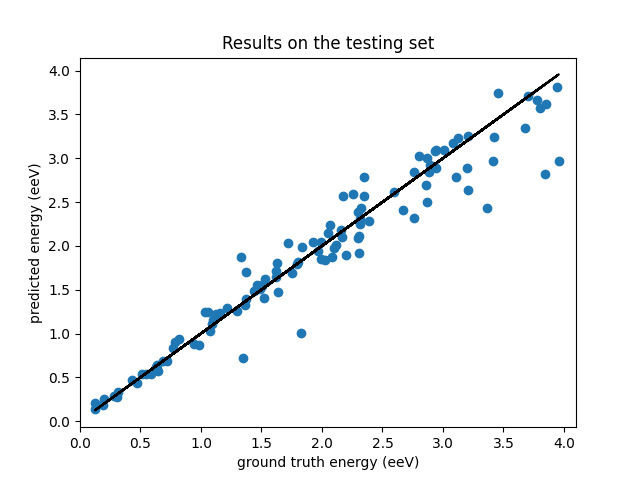 Results on the testing set
4.0
3.5
3.0
2.5
2.0
1.5
1.0
0.5
0.0
predicted energy (eeV)
0.0 0.5 1.0 1.5 2.0 2.5 3.0 3.5 4.0
ground truth energy (eeV)